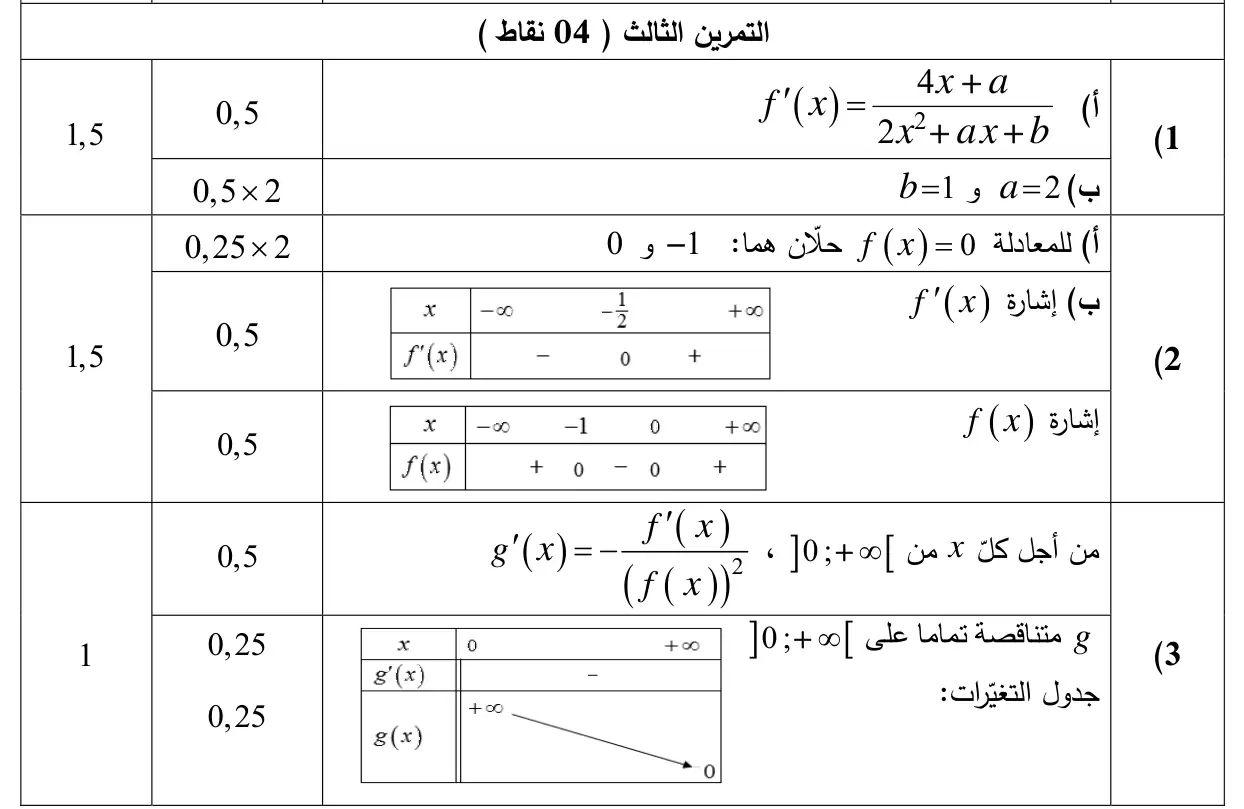 التمرين الثالث ( 04 نقاط )
1)
أ) f′(x) = (4x + a)/(2x² + ax + b)
0,5
1,5
ب) a = 2 و b = 1
0,5 × 2
2)
أ) للمعادلة f(x) = 0 حلّان هما: −1 و 0
0,25 × 2
1,5
ب) إشارة f′(x)
x −∞ −1/2 +∞
f′(x) − 0 +
0,5
إشارة f(x)
x −∞ −1 0 +∞
f(x) + 0 − 0 +
0,5
3)
من أجل كلّ x من ]0 ; +∞[ ، g′(x) = − f′(x)/(f(x))²
0,5
1
g متناقصة تماما على ]0 ; +∞[
0,25
جدول التغيّرات:
0,25
x 0 +∞
g′(x) −
g(x) +∞ 0